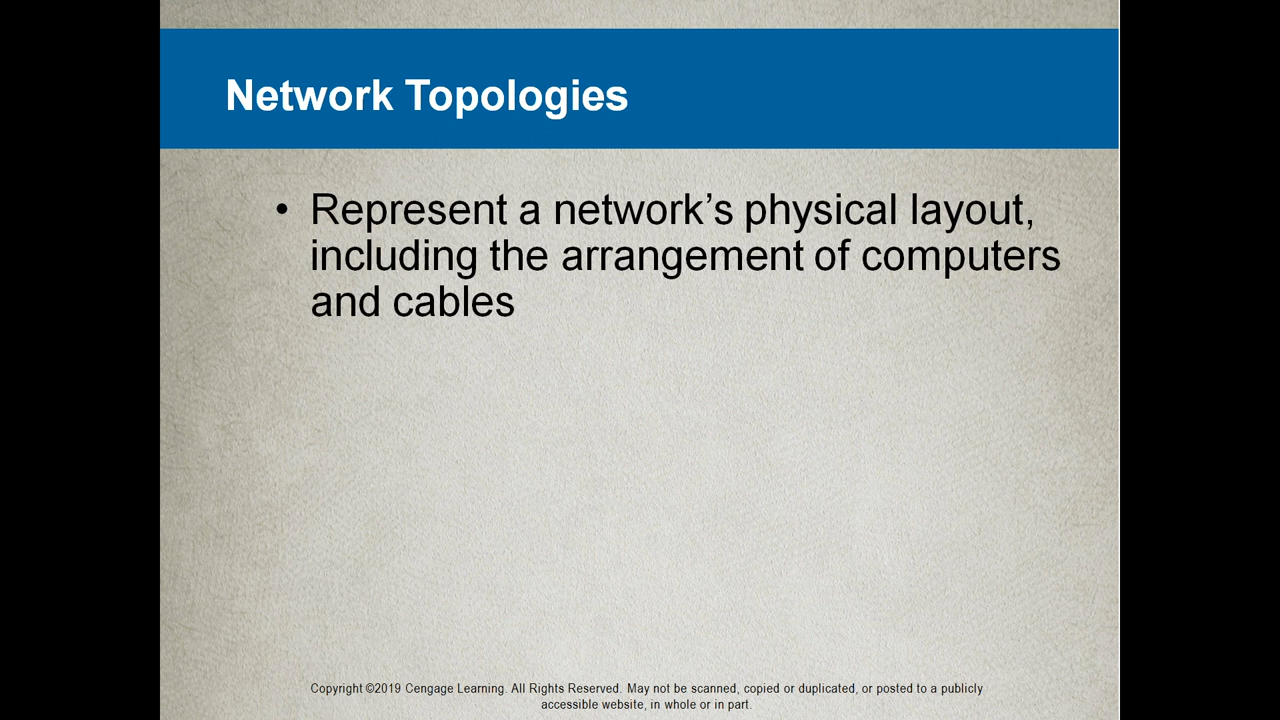 Network Topologies
• Represent a network’s physical layout,
including the arrangement of computers
and cables
Copyright ©2019 Cengage Learning. All Rights Reserved. May not be scanned, copied or duplicated, or posted to a publicly
accessible website, in whole or in part.